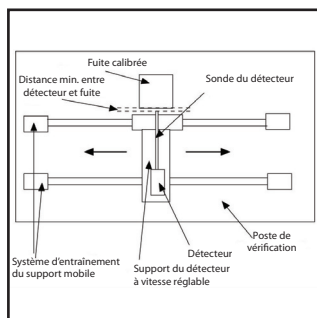 Fuite calibrée
Distance min. entre
détecteur et fuite
Sonde du détecteur
Détecteur
Poste de
vérification
Système d'entraînement
du support mobile
Support du détecteur
à vitesse réglable